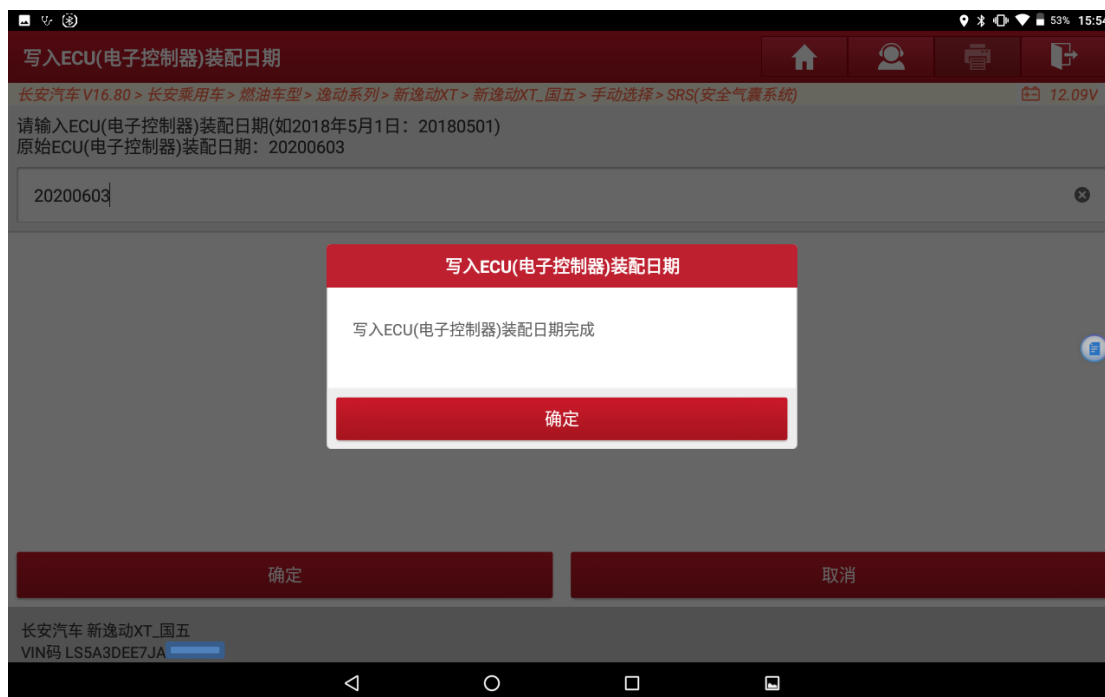 53% 15:54
写入ECU(电子控制器)装配日期
长安汽车 V16.80 > 长安乘用车 > 燃油车型 > 逸动系列 > 新逸动XT > 新逸动XT_国五 > 手动选择 > SRS(安全气囊系统) 12.09V
请输入ECU(电子控制器)装配日期(如2018年5月1日：20180501)
原始ECU(电子控制器)装配日期：20200603
20200603
写入ECU(电子控制器)装配日期
写入ECU(电子控制器)装配日期完成
确定
确定 取消
长安汽车 新逸动XT_国五
VIN码 LS5A3DEE7JA